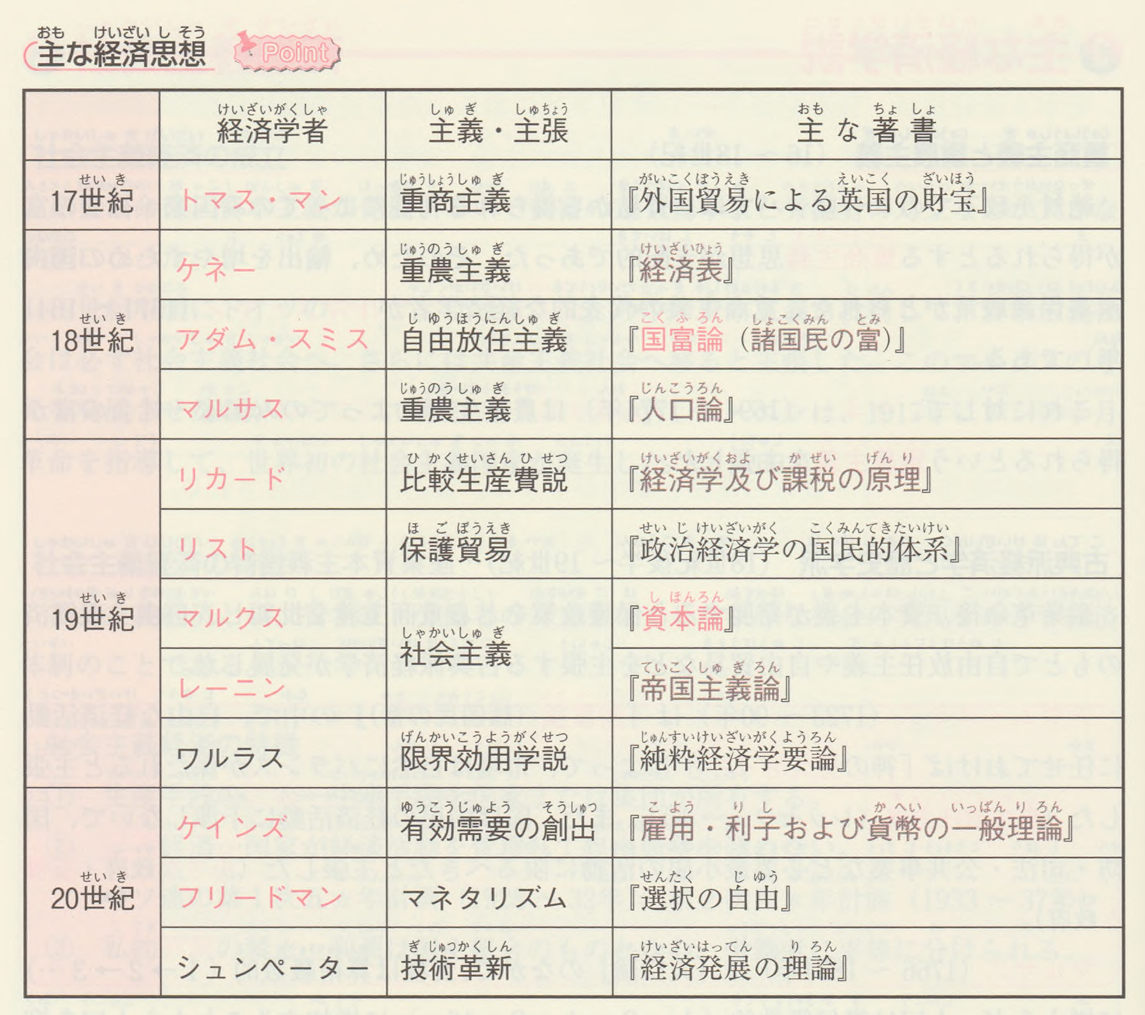 主な経済思想 Point
経済学者 主義・主張 主な著書
17世紀 トマス・マン 重商主義 『外国貿易による英国の財宝』
ケネー 重農主義 『経済表』
18世紀 アダム・スミス 自由放任主義 『国富論（諸国民の富）』
マルサス 重農主義 『人口論』
リカード 比較生産費説 『経済学及び課税の原理』
リスト 保護貿易 『政治経済学の国民的体系』
19世紀 マルクス 社会主義 『資本論』
レーニン 『帝国主義論』
ワルラス 限界効用学説 『純粋経済学要論』
ケインズ 有効需要の創出 『雇用・利子および貨幣の一般理論』
20世紀 フリードマン マネタリズム 『選択の自由』
シュンペーター 技術革新 『経済発展の理論』